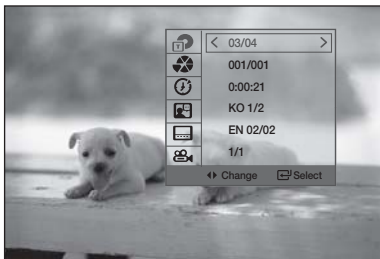 T
< 03/04 >
001/001
0:00:21
KO 1/2
EN 02/02
1/1
Change Select